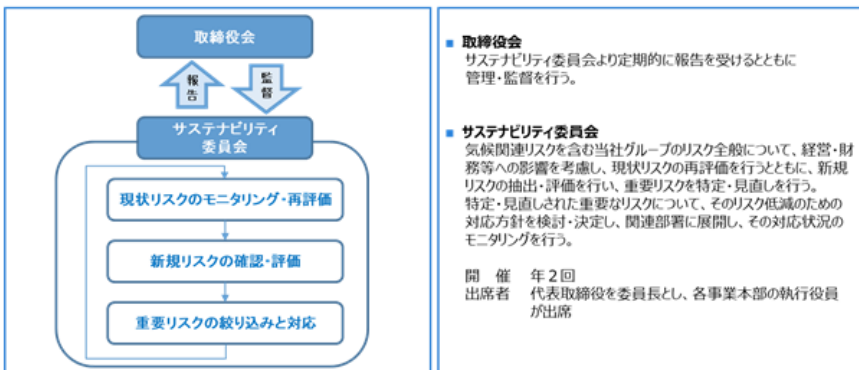 取締役会
報告
監督
サステナビリティ
委員会
現状リスクのモニタリング・再評価
新規リスクの確認・評価
重要リスクの絞り込みと対応
■ 取締役会
サステナビリティ委員会より定期的に報告を受けるとともに
管理・監督を行う。
■ サステナビリティ委員会
気候関連リスクを含む当社グループのリスク全般について、経営・財
務等への影響を考慮し、現状リスクの再評価を行うとともに、新規
リスクの抽出・評価を行い、重要リスクを特定・見直しを行う。
特定・見直しされた重要なリスクについて、そのリスク低減のための
対応方針を検討・決定し、関連部署に展開し、その対応状況の
モニタリングを行う。
開　催　年２回
出席者　代表取締役を委員長とし、各事業本部の執行役員
が出席